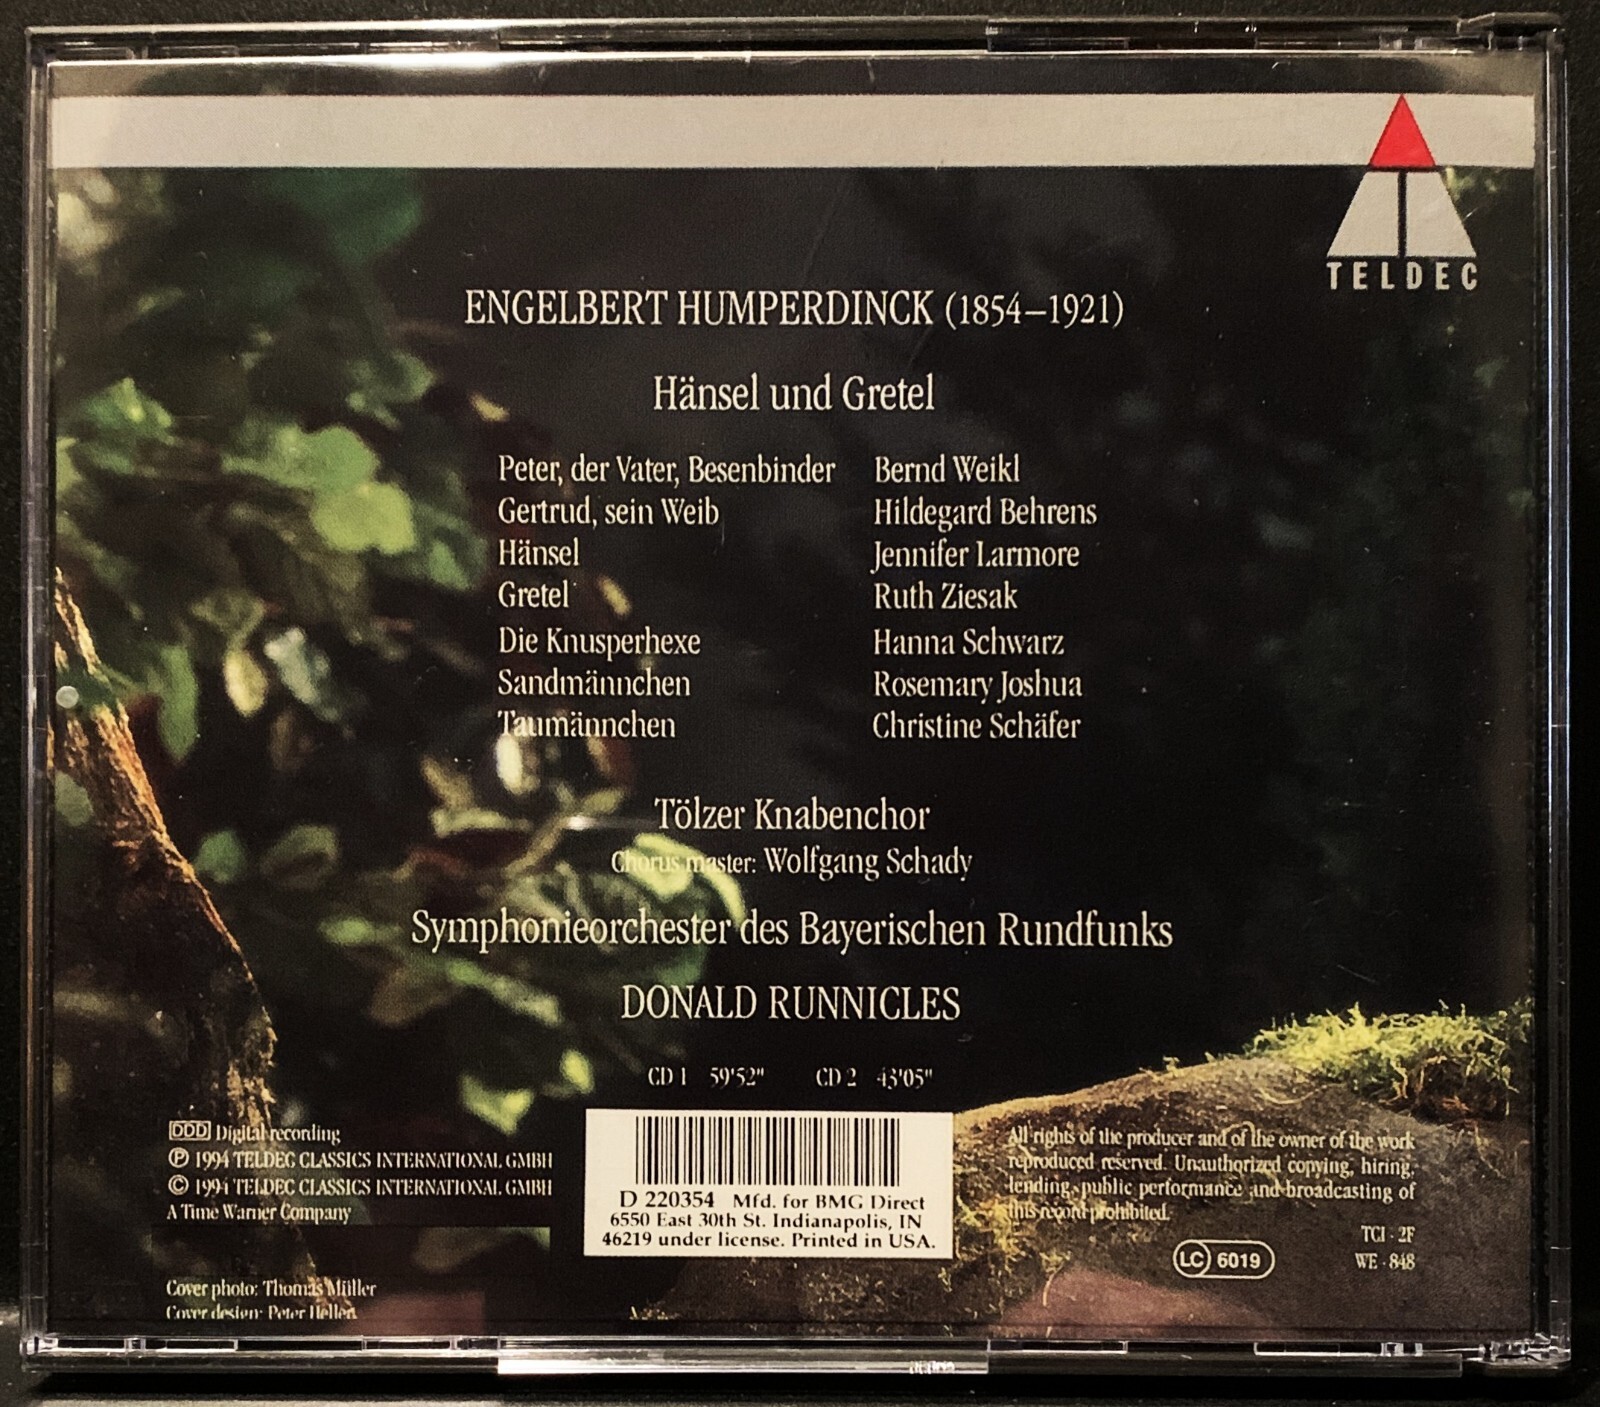 TELDEC
ENGELBERT HUMPERDINCK (1854–1921)
Hänsel und Gretel
Peter, der Vater, Besenbinder Bernd Weikl
Gertrud, sein Weib Hildegard Behrens
Hänsel Jennifer Larmore
Gretel Ruth Ziesak
Die Knusperhexe Hanna Schwarz
Sandmännchen Rosemary Joshua
Taumännchen Christine Schäfer
Tölzer Knabenchor
Chorus master: Wolfgang Schady
Symphonieorchester des Bayerischen Rundfunks
DONALD RUNNICLES
CD 1 59'52" CD 2 43'05"
DDD Digital recording
℗ 1994 TELDEC CLASSICS INTERNATIONAL GMBH
© 1994 TELDEC CLASSICS INTERNATIONAL GMBH
A Time Warner Company
Cover photo: Thomas Müller
Cover design: Peter Hellert
D 220354 Mfd. for BMG Direct
6550 East 30th St. Indianapolis, IN
46219 under license. Printed in USA.
All rights of the producer and of the owner of the work
reproduced reserved. Unauthorized copying, hiring,
lending, public performance and broadcasting of
this record prohibited.
TCI · 2F
LC 6019
WE · 848